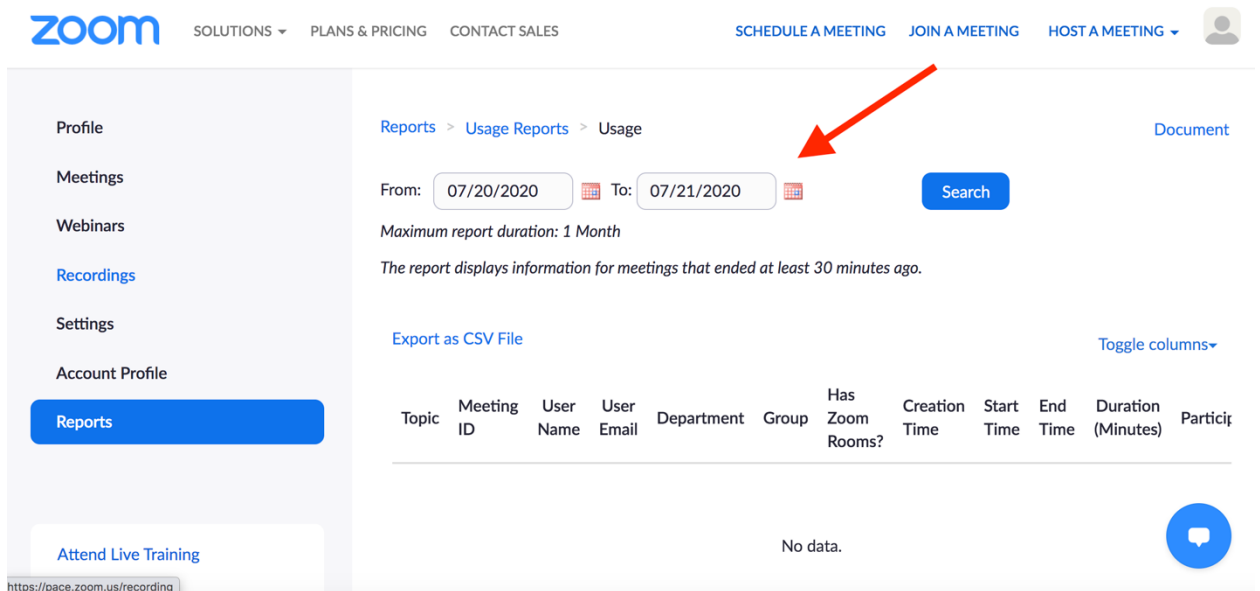 zoom SOLUTIONS PLANS & PRICING CONTACT SALES SCHEDULE A MEETING JOIN A MEETING HOST A MEETING
Profile
Meetings
Webinars
Recordings
Settings
Account Profile
Reports
Attend Live Training
https://pace.zoom.us/recording
Reports > Usage Reports > Usage
Document
From: 07/20/2020 To: 07/21/2020 Search
Maximum report duration: 1 Month
The report displays information for meetings that ended at least 30 minutes ago.
Export as CSV File
Toggle columns
Topic
Meeting
ID
User
Name
User
Email
Department
Group
Has
Zoom
Rooms?
Creation
Time
Start
Time
End
Time
Duration
(Minutes)
Particip
No data.